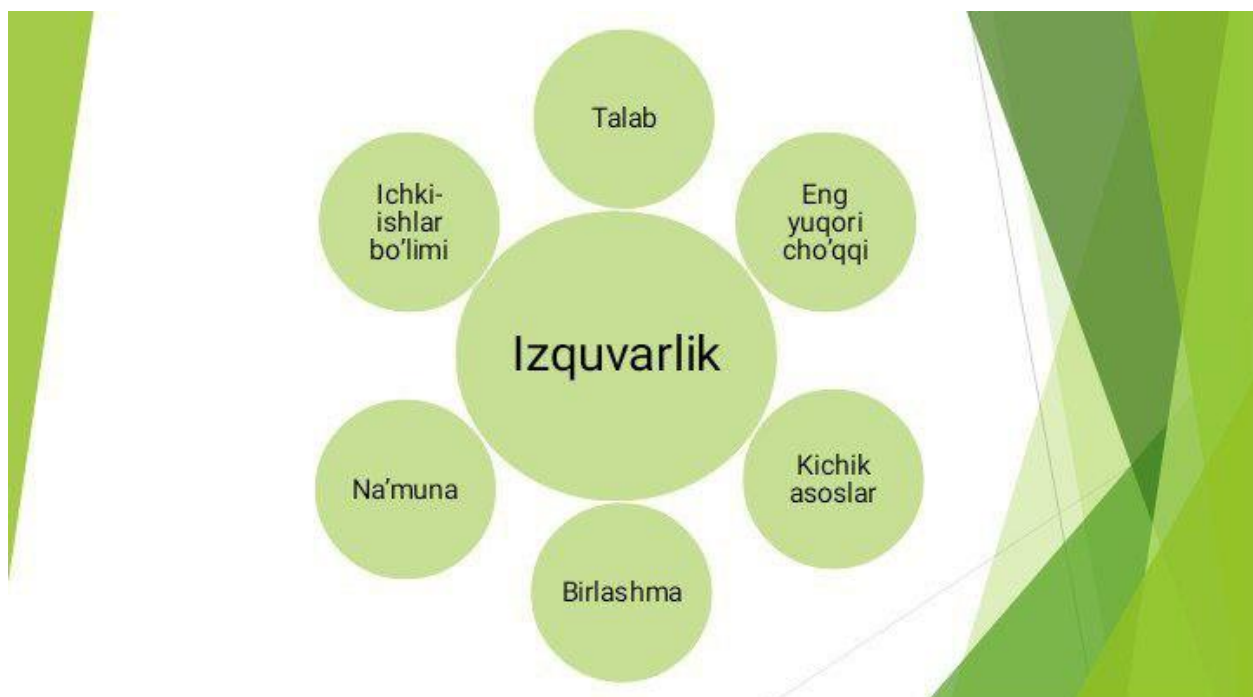 Talab
Ichki-
ishlar
bo’limi
Eng
yuqori
cho’qqi
Izquvarlik
Na’muna
Kichik
asoslar
Birlashma